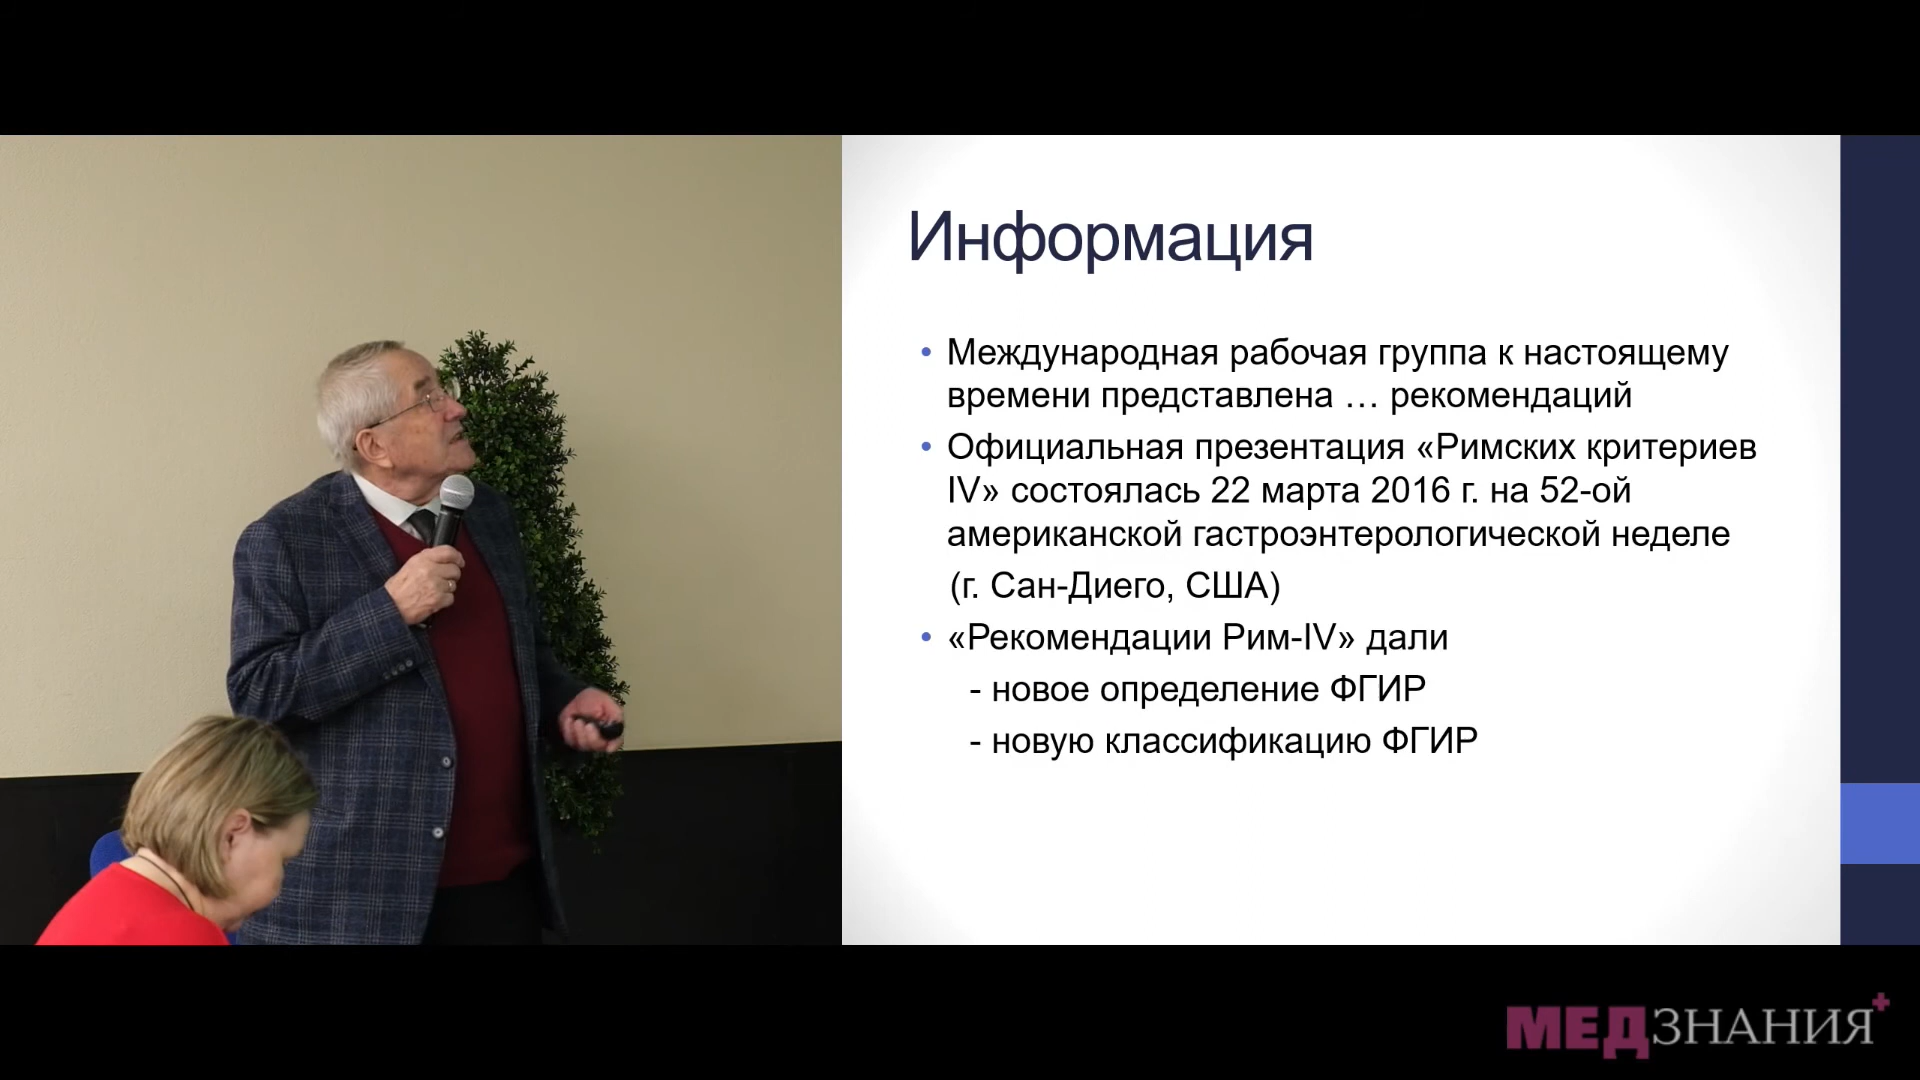 Информация
• Международная рабочая группа к настоящему
времени представлена … рекомендаций
• Официальная презентация «Римских критериев
IV» состоялась 22 марта 2016 г. на 52-ой
американской гастроэнтерологической неделе
(г. Сан-Диего, США)
• «Рекомендации Рим-IV» дали
- новое определение ФГИР
- новую классификацию ФГИР
МЕДЗНАНИЯ+